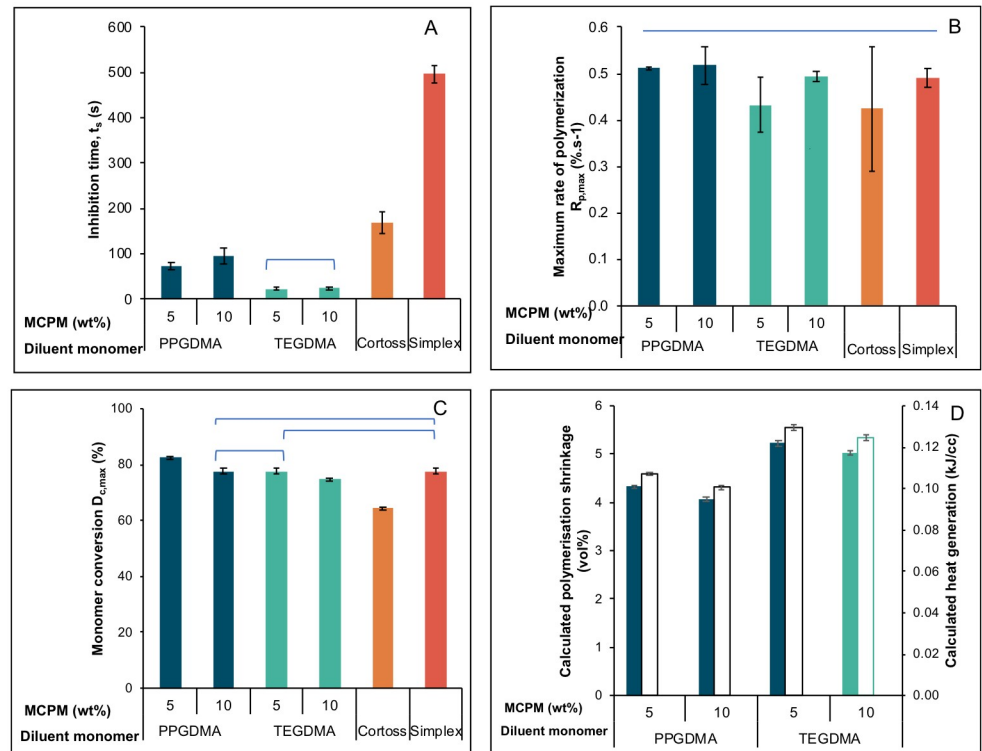 A
Inhibition time, ts (s)
600
500
400
300
200
100
0
MCPM (wt%)
5 10 5 10
Diluent monomer
PPGDMA TEGDMA Cortoss Simplex
B
Maximum rate of polymerization
Rp,max (%.s-1)
0.6
0.5
0.4
0.3
0.2
0.1
0.0
MCPM (wt%)
5 10 5 10
Diluent monomer
PPGDMA TEGDMA Cortoss Simplex
C
Monomer conversion Dc,max (%)
100
80
60
40
20
0
MCPM (wt%)
5 10 5 10
Diluent monomer
PPGDMA TEGDMA Cortoss Simplex
D
Calculated polymerisation shrinkage
(vol%)
6
5
4
3
2
1
0
Calculated heat generation (kJ/cc)
0.14
0.12
0.10
0.08
0.06
0.04
0.02
0.00
MCPM (wt%)
5 10 5 10
Diluent monomer
PPGDMA TEGDMA